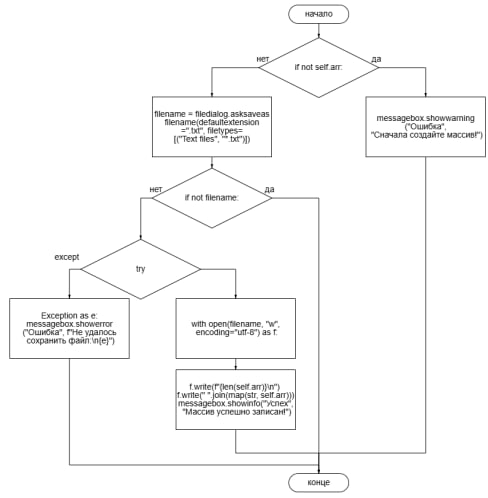 начало
if not self.arr:
нет
да
filename = filedialog.asksaveas
filename(defaultextension
=".txt", filetypes=
[("Text files", "*.txt")])
messagebox.showwarning
("Ошибка",
"Сначала создайте массив!")
if not filename:
нет
да
except
try
Exception as e:
messagebox.showerror
("Ошибка", f"Не удалось
сохранить файл:\n{e}")
with open(filename, "w",
encoding="utf-8") as f:
f.write(f"{len(self.arr)}\n")
f.write(" ".join(map(str, self.arr)))
messagebox.showinfo("Успех",
"Массив успешно записан!")
конце